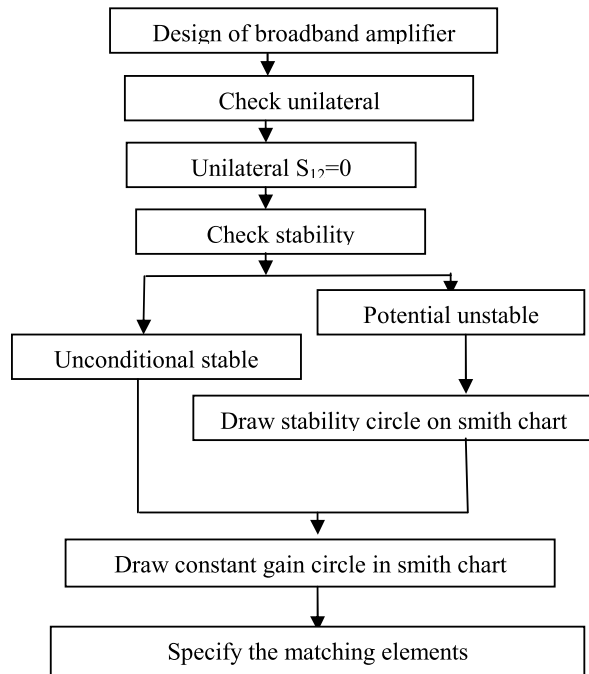 Design of broadband amplifier
Check unilateral
Unilateral S₁₂=0
Check stability
Potential unstable
Unconditional stable
Draw stability circle on smith chart
Draw constant gain circle in smith chart
Specify the matching elements